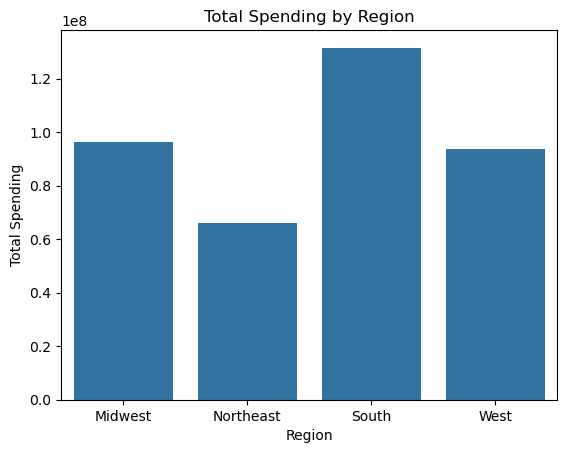 Total Spending by Region
1e8
1.2
1.0
0.8
0.6
0.4
0.2
0.0
Total Spending
Midwest Northeast South West
Region